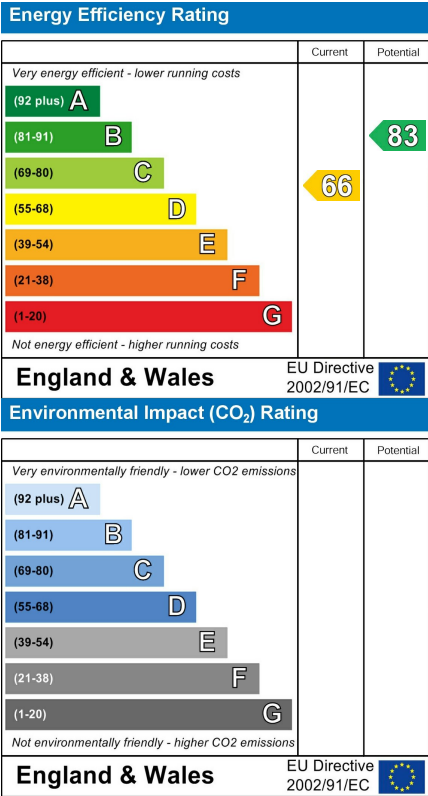 Energy Efficiency Rating
Current Potential
Very energy efficient - lower running costs
(92 plus) A
(81-91) B
83
(69-80) C
66
(55-68) D
(39-54) E
(21-38) F
(1-20) G
Not energy efficient - higher running costs
England & Wales
EU Directive
2002/91/EC
Environmental Impact (CO₂) Rating
Current Potential
Very environmentally friendly - lower CO2 emissions
(92 plus) A
(81-91) B
(69-80) C
(55-68) D
(39-54) E
(21-38) F
(1-20) G
Not environmentally friendly - higher CO2 emissions
England & Wales
EU Directive
2002/91/EC